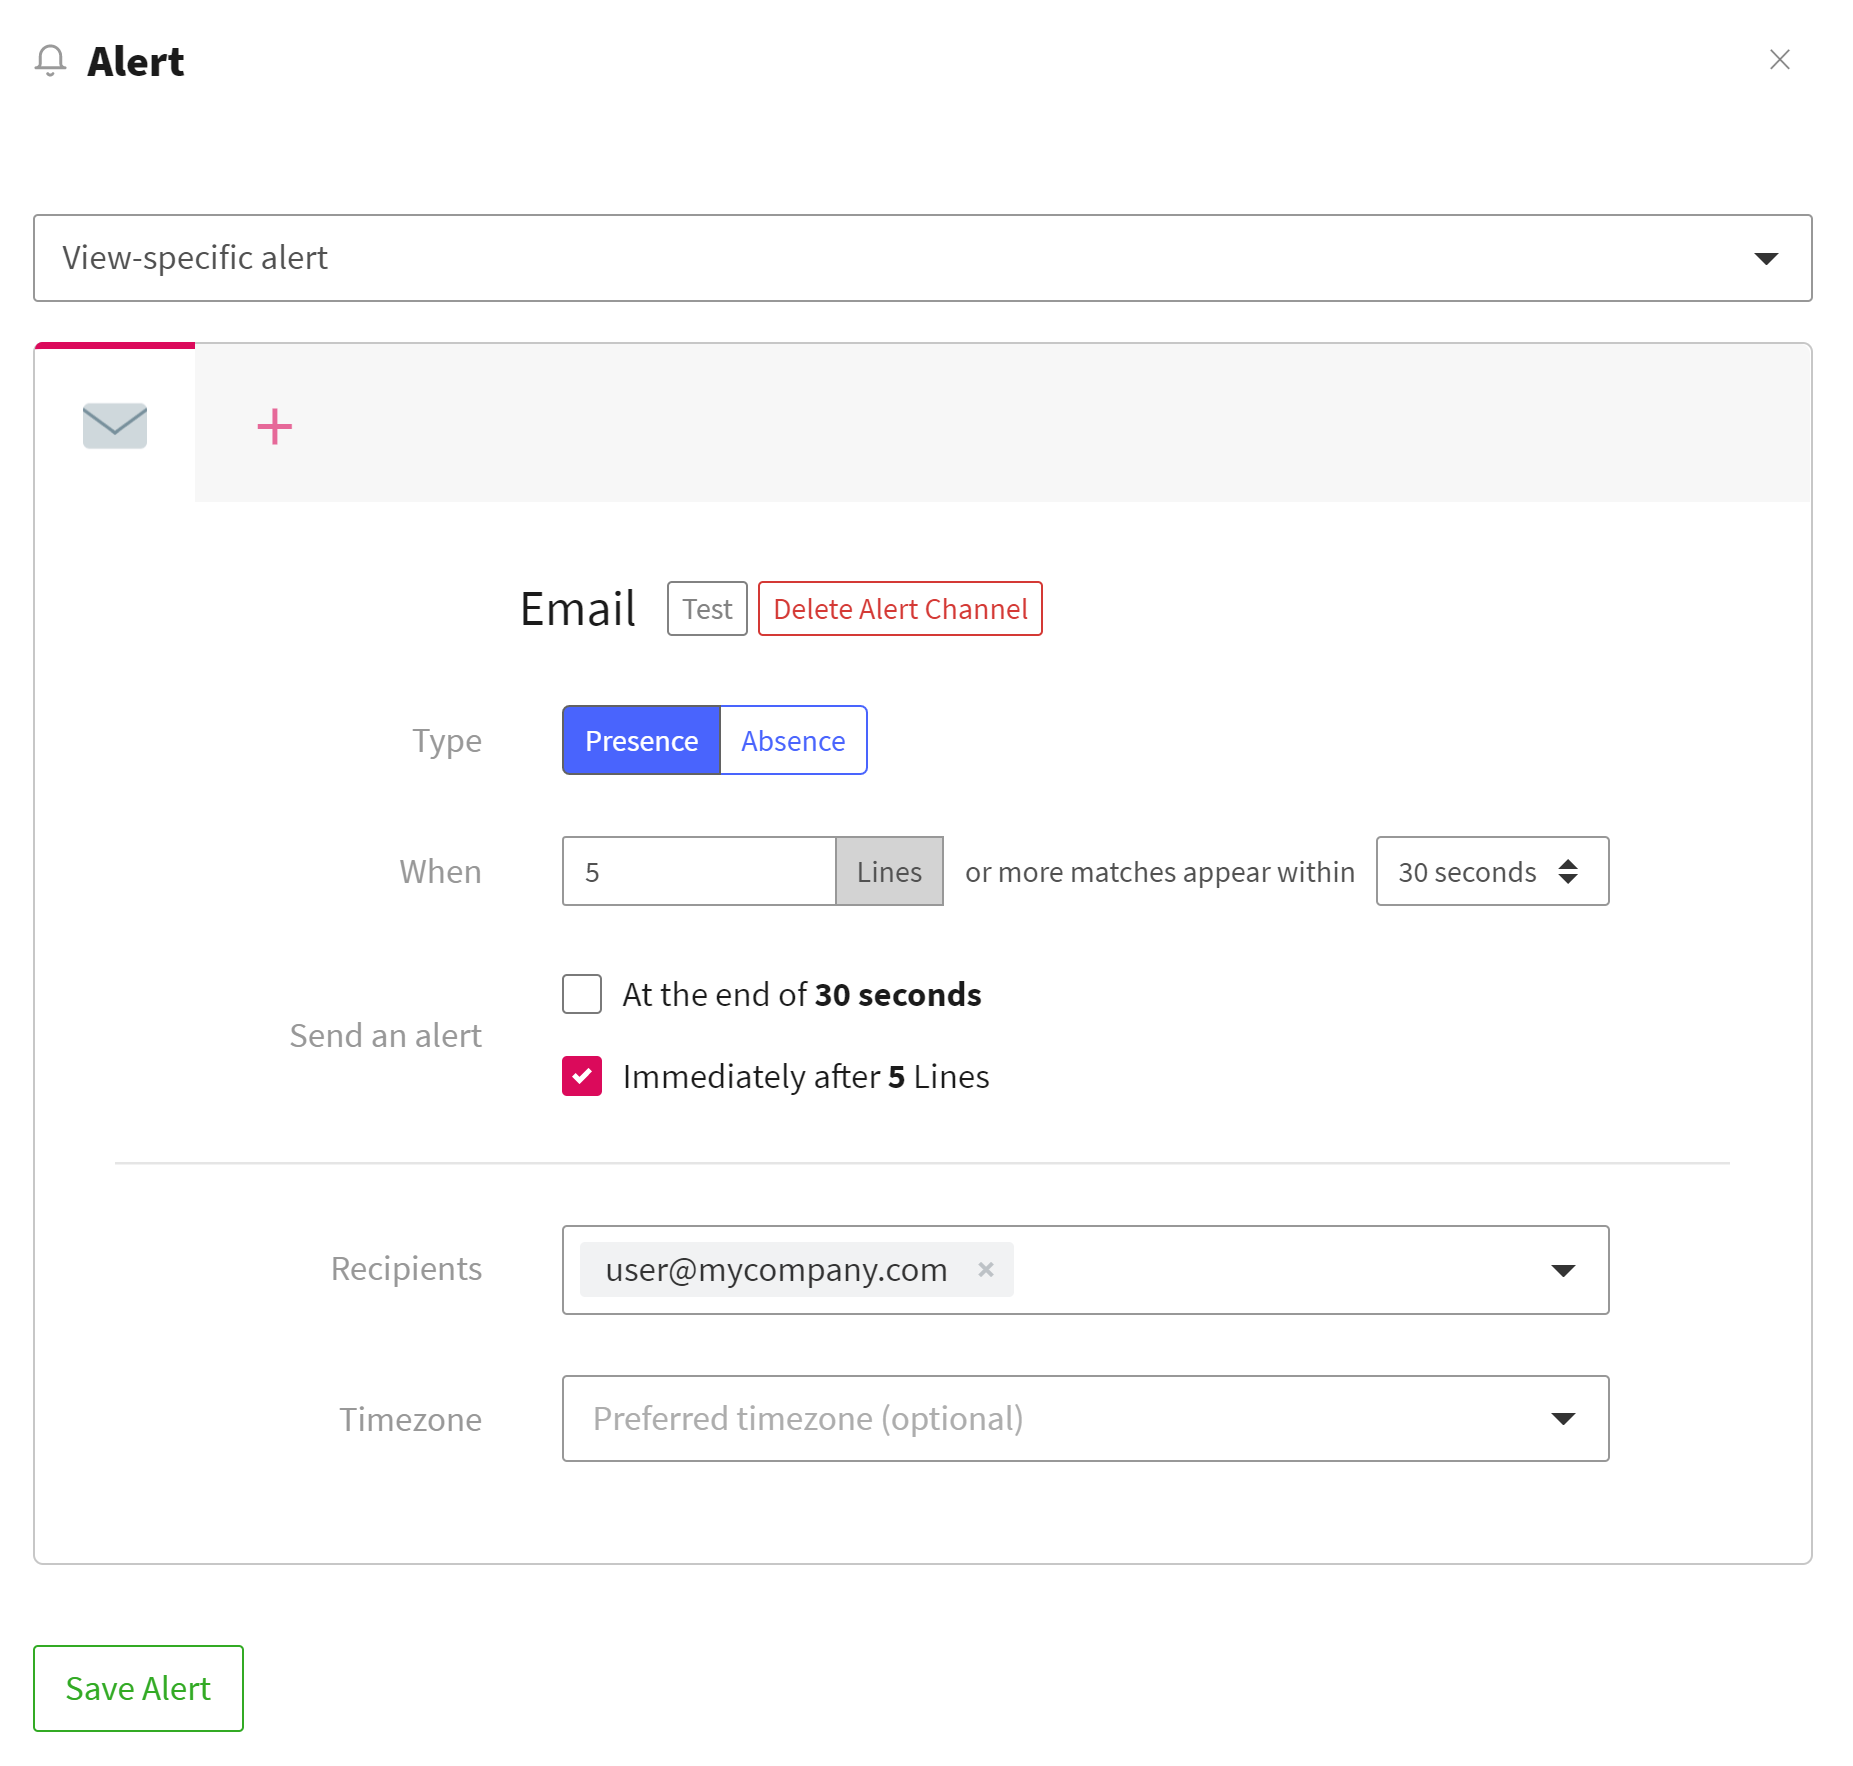 Alert
View-specific alert
Email Test Delete Alert Channel
Type Presence Absence
When 5 Lines or more matches appear within 30 seconds
At the end of 30 seconds
Send an alert
Immediately after 5 Lines
Recipients user@mycompany.com
Timezone Preferred timezone (optional)
Save Alert